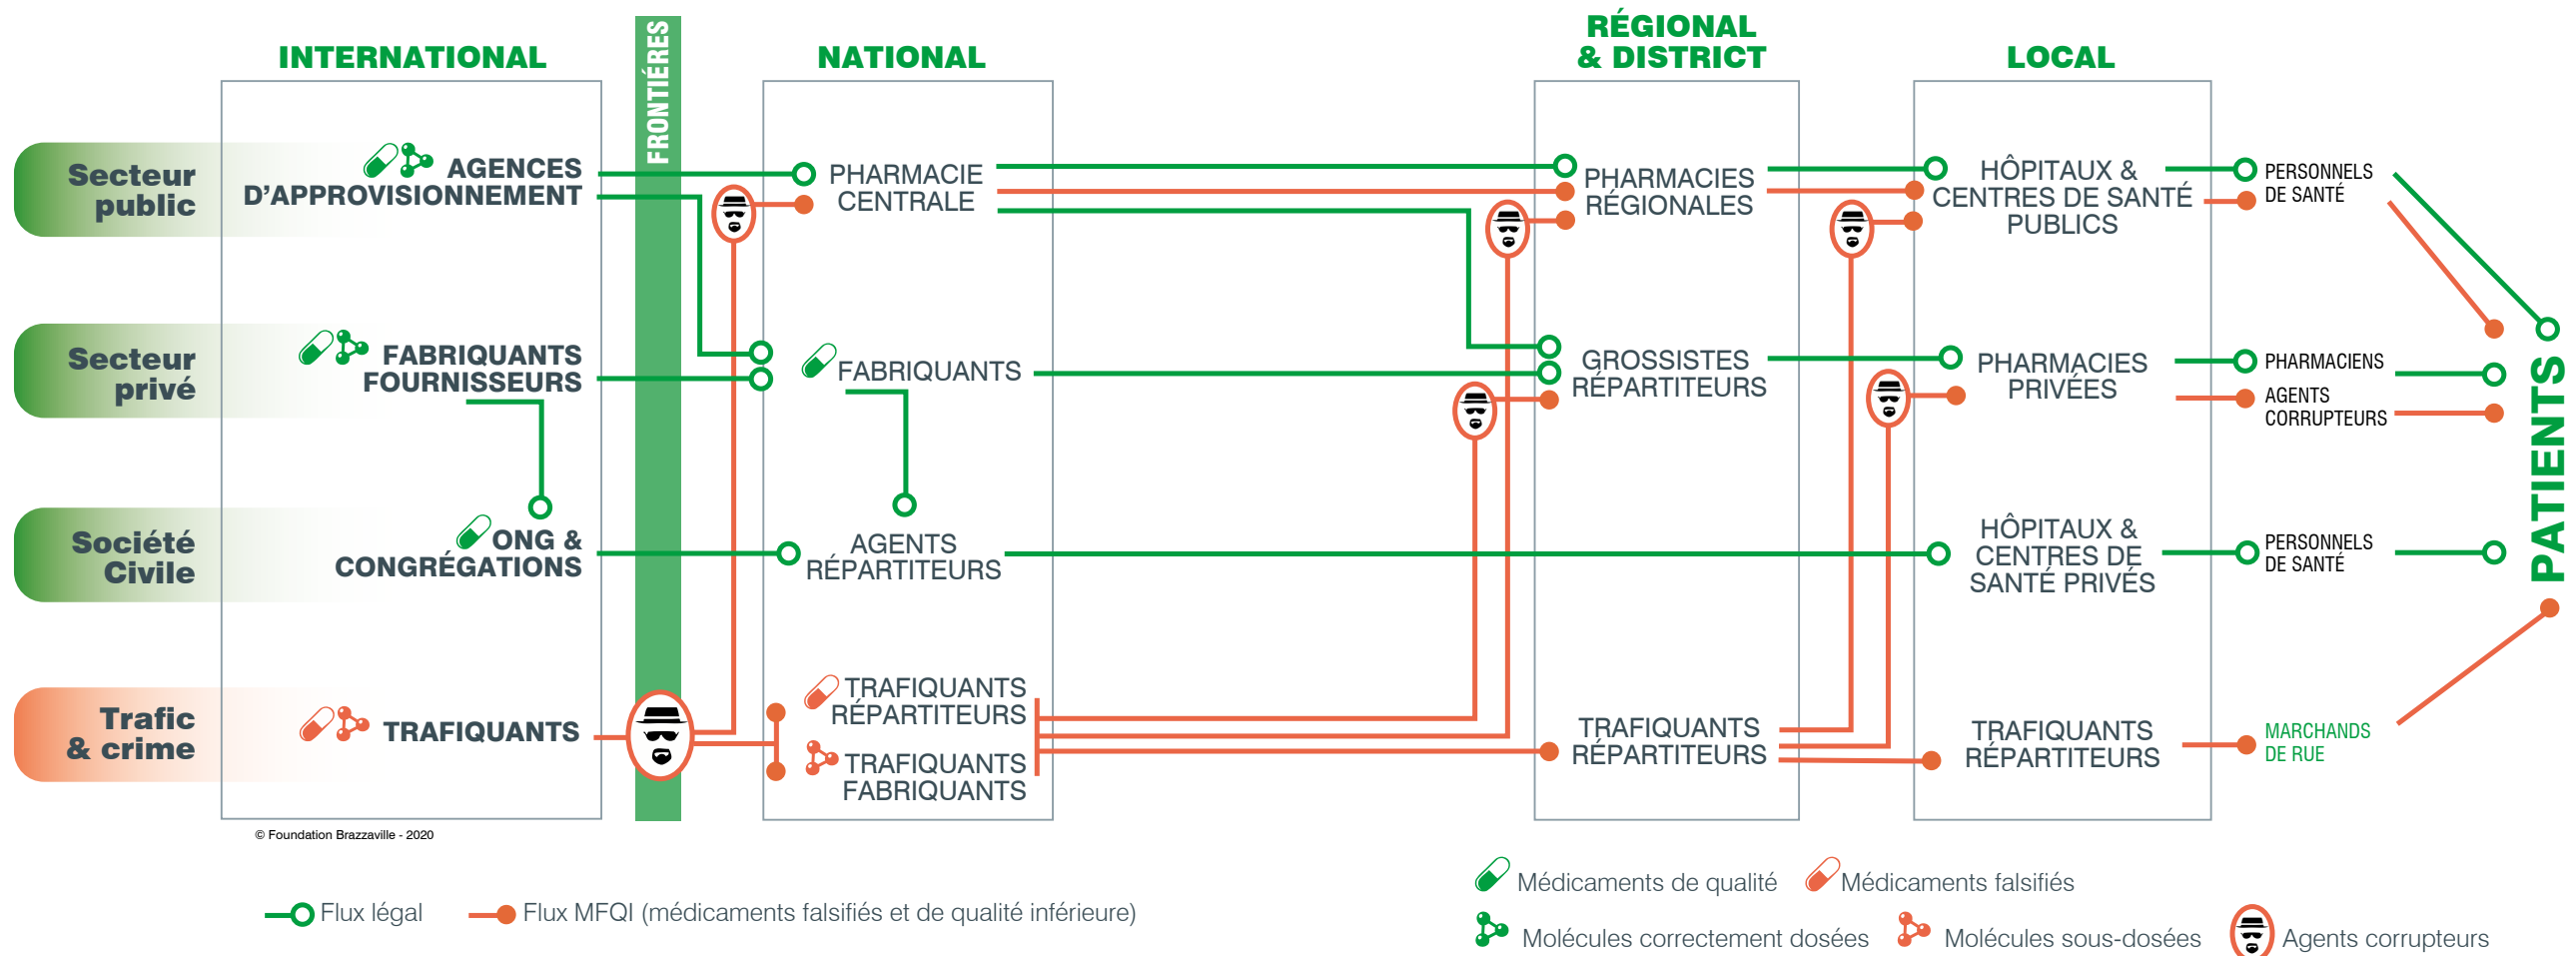 INTERNATIONAL
FRONTIÉRES
NATIONAL
RÉGIONAL
& DISTRICT
LOCAL
Secteur
public
AGENCES
D’APPROVISIONNEMENT
PHARMACIE
CENTRALE
PHARMACIES
RÉGIONALES
HÔPITAUX &
CENTRES DE SANTÉ
PUBLICS
PERSONNELS
DE SANTÉ
Secteur
privé
FABRIQUANTS
FOURNISSEURS
FABRIQUANTS
GROSSISTES
RÉPARTITEURS
PHARMACIES
PRIVÉES
PHARMACIENS
AGENTS
CORRUPTEURS
PATIENTS
Société
Civile
ONG &
CONGRÉGATIONS
AGENTS
RÉPARTITEURS
HÔPITAUX &
CENTRES DE
SANTÉ PRIVÉS
PERSONNELS
DE SANTÉ
Trafic
& crime
TRAFIQUANTS
TRAFIQUANTS
RÉPARTITEURS
TRAFIQUANTS
FABRIQUANTS
TRAFIQUANTS
RÉPARTITEURS
TRAFIQUANTS
RÉPARTITEURS
MARCHANDS
DE RUE
© Foundation Brazzaville - 2020
Flux légal
Flux MFQI (médicaments falsifiés et de qualité inférieure)
Médicaments de qualité
Médicaments falsifiés
Molécules correctement dosées
Molécules sous-dosées
Agents corrupteurs